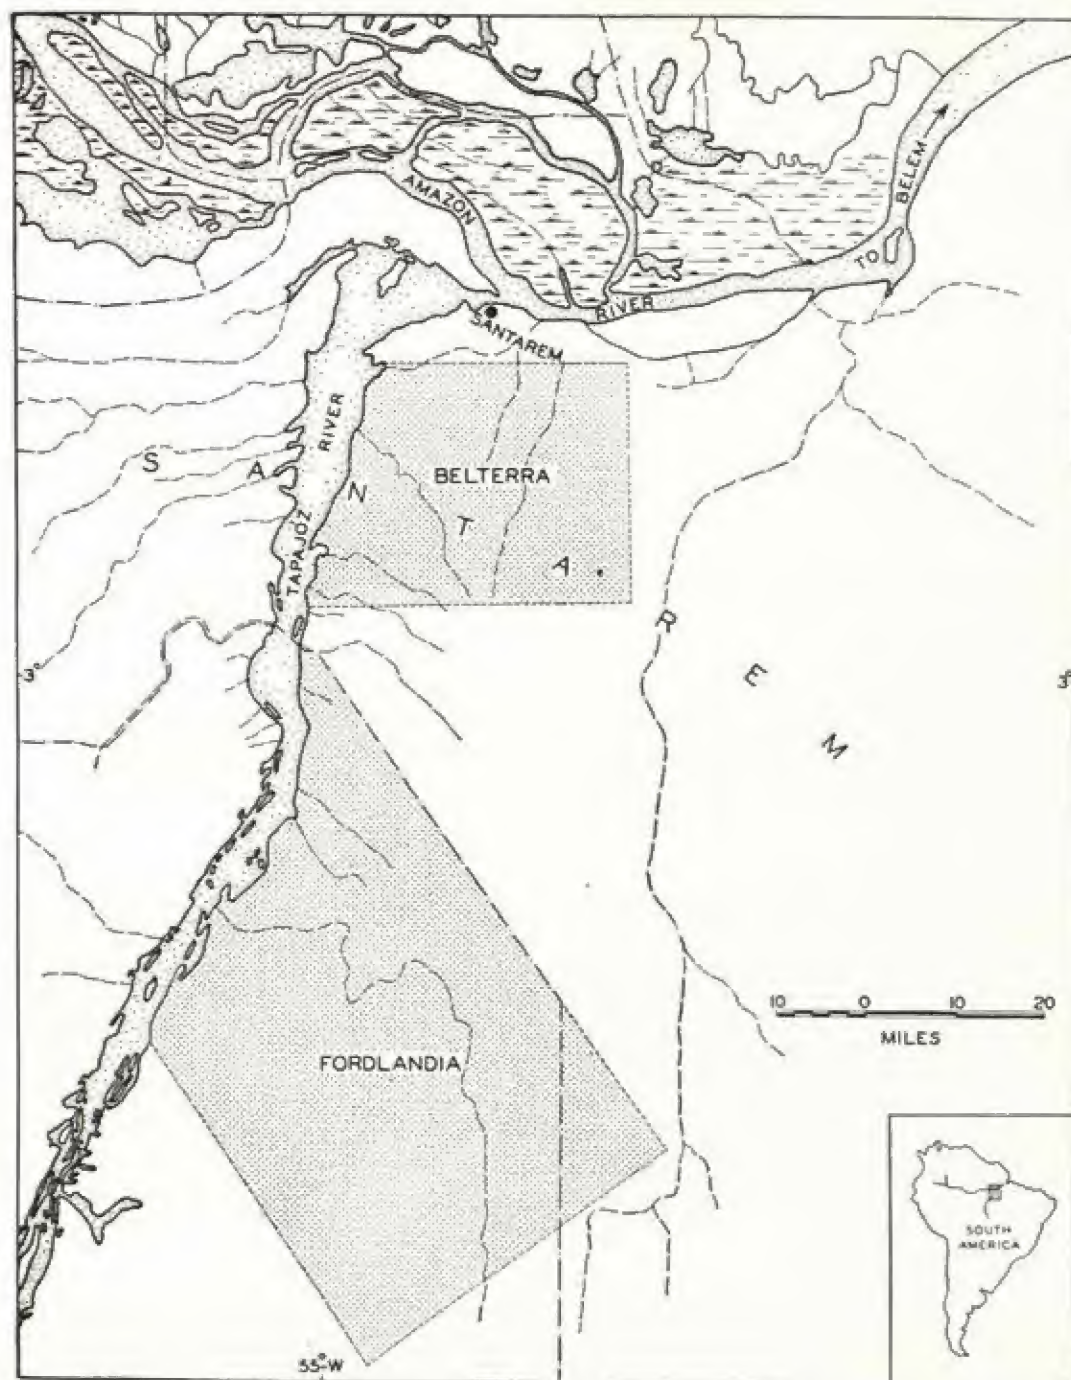 AMAZON
RIVER
TO
BELEM
SANTAREM
TAPAJÓZ
RIVER
BELTERRA
S A N T A R E M
3°
3°
10 0 10 20
MILES
FORDLANDIA
55°W
SOUTH
AMERICA